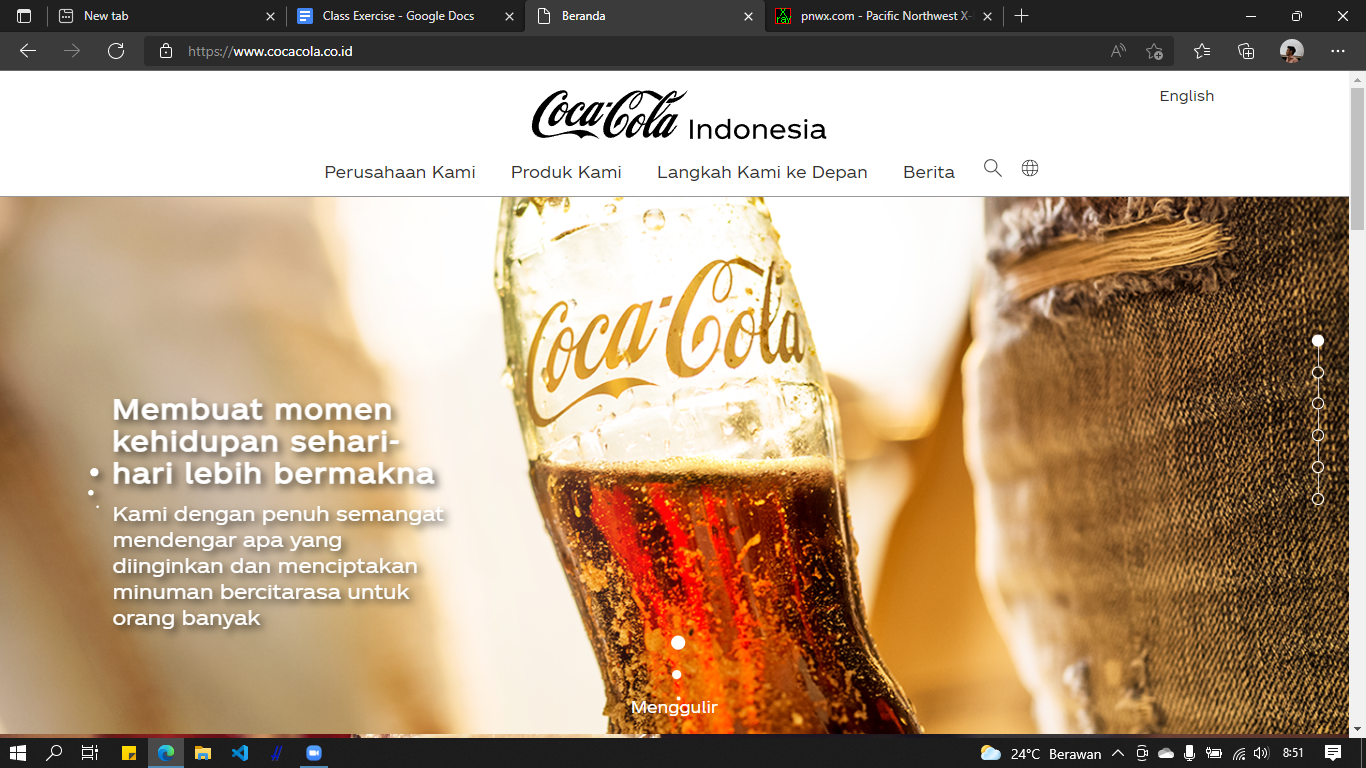 New tab
Class Exercise - Google Docs
Beranda
pnwx.com - Pacific Northwest X-
https://www.cocacola.co.id
English
Coca-Cola Indonesia
Perusahaan Kami
Produk Kami
Langkah Kami ke Depan
Berita
Coca-Cola
Membuat momen
kehidupan sehari-
hari lebih bermakna
Kami dengan penuh semangat
mendengar apa yang
diinginkan dan menciptakan
minuman bercitarasa untuk
orang banyak
Menggulir
24°C Berawan
8:51